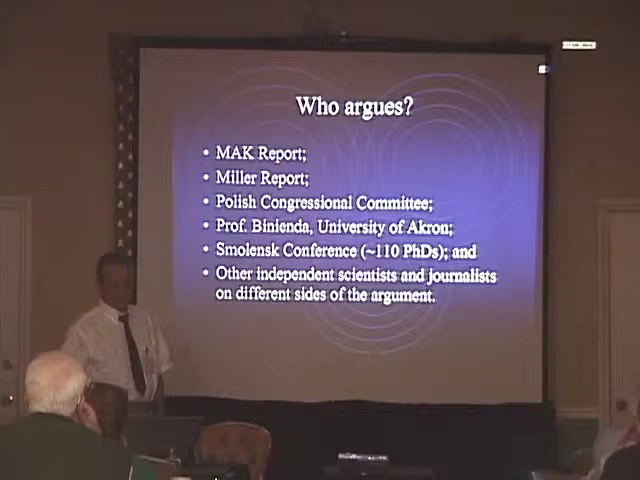 Who argues?
• MAK Report;
• Miller Report;
• Polish Congressional Committee;
• Prof. Binienda, University of Akron;
• Smolensk Conference (~110 PhDs); and
• Other independent scientists and journalists
on different sides of the argument.